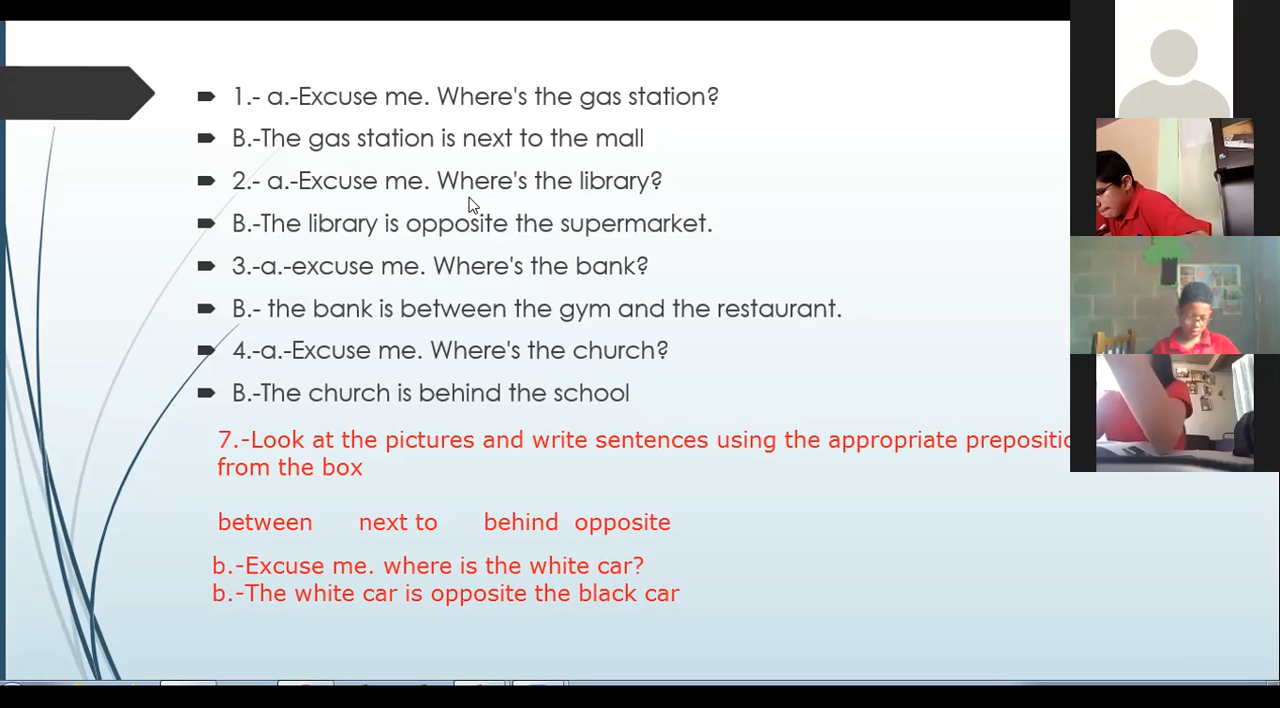 1.- a.-Excuse me. Where's the gas station?
B.-The gas station is next to the mall
2.- a.-Excuse me. Where's the library?
B.-The library is opposite the supermarket.
3.-a.-excuse me. Where's the bank?
B.- the bank is between the gym and the restaurant.
4.-a.-Excuse me. Where's the church?
B.-The church is behind the school
7.-Look at the pictures and write sentences using the appropriate
from the box
between next to behind opposite
b.-Excuse me. where is the white car?
b.-The white car is opposite the black car